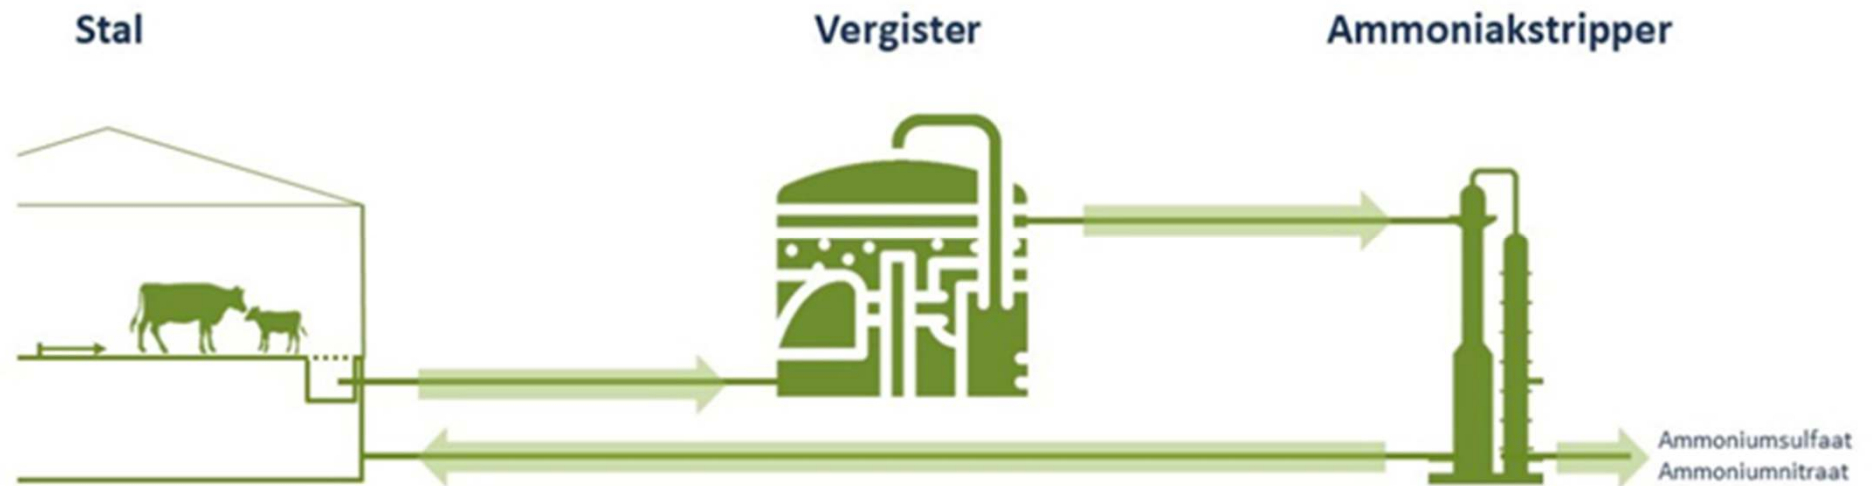 Stal
Vergister
Ammoniakstripper
Ammoniumsulfaat
Ammoniumnitraat